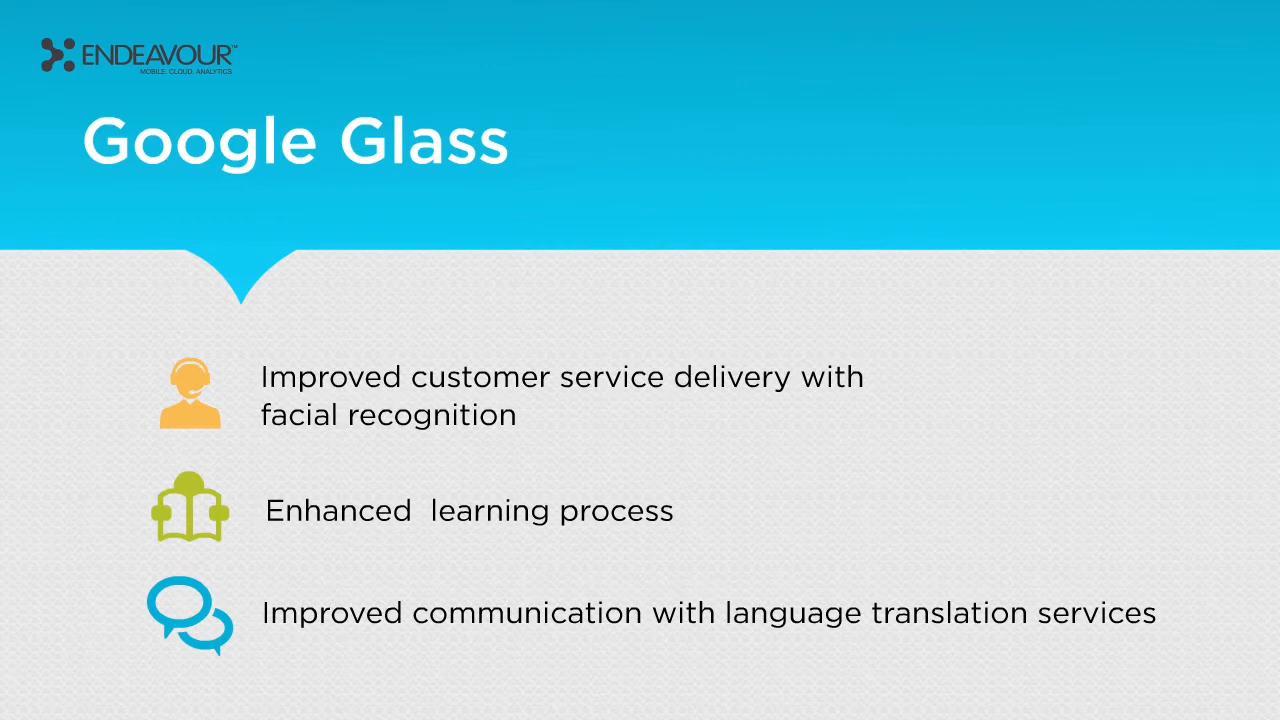 ENDEAVOUR™
MOBILE. CLOUD. ANALYTICS
Google Glass
Improved customer service delivery with
facial recognition
Enhanced  learning process
Improved communication with language translation services